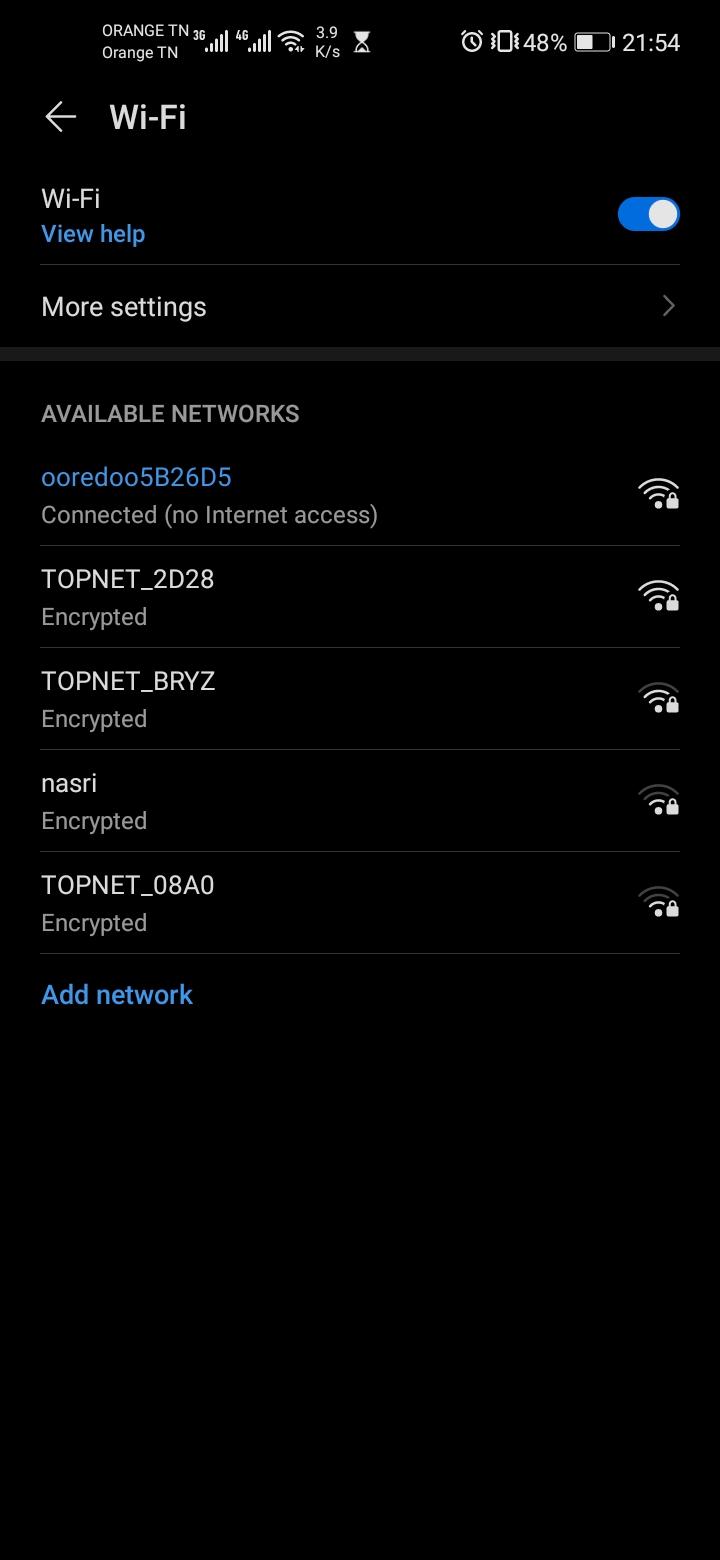 ORANGE TN 3G 4G 3.9 48% 21:54
Orange TN K/s
Wi-Fi
Wi-Fi
View help
More settings
AVAILABLE NETWORKS
ooredoo5B26D5
Connected (no Internet access)
TOPNET_2D28
Encrypted
TOPNET_BRYZ
Encrypted
nasri
Encrypted
TOPNET_08A0
Encrypted
Add network